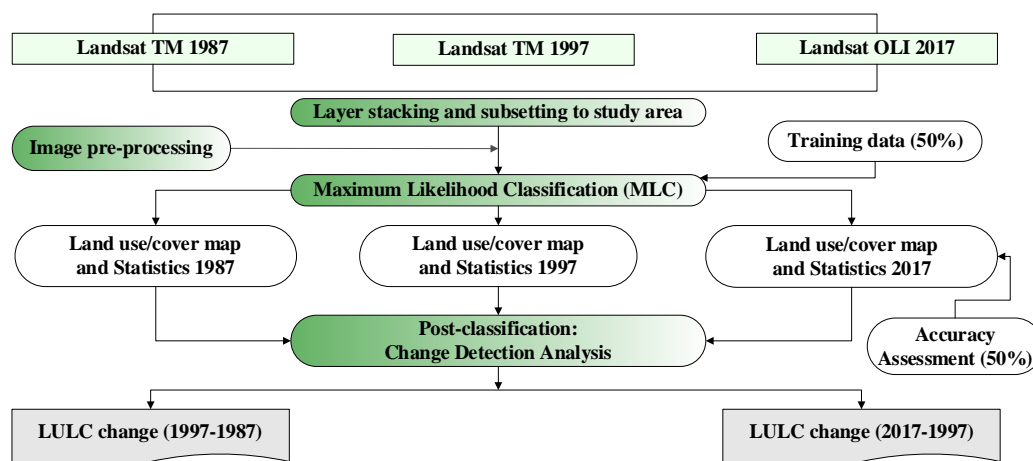 Landsat TM 1987
Landsat TM 1997
Landsat OLI 2017
Layer stacking and subsetting to study area
Image pre-processing
Training data (50%)
Maximum Likelihood Classification (MLC)
Land use/cover map
and Statistics 1987
Land use/cover map
and Statistics 1997
Land use/cover map
and Statistics 2017
Post-classification:
Change Detection Analysis
Accuracy
Assessment (50%)
LULC change (1997-1987)
LULC change (2017-1997)